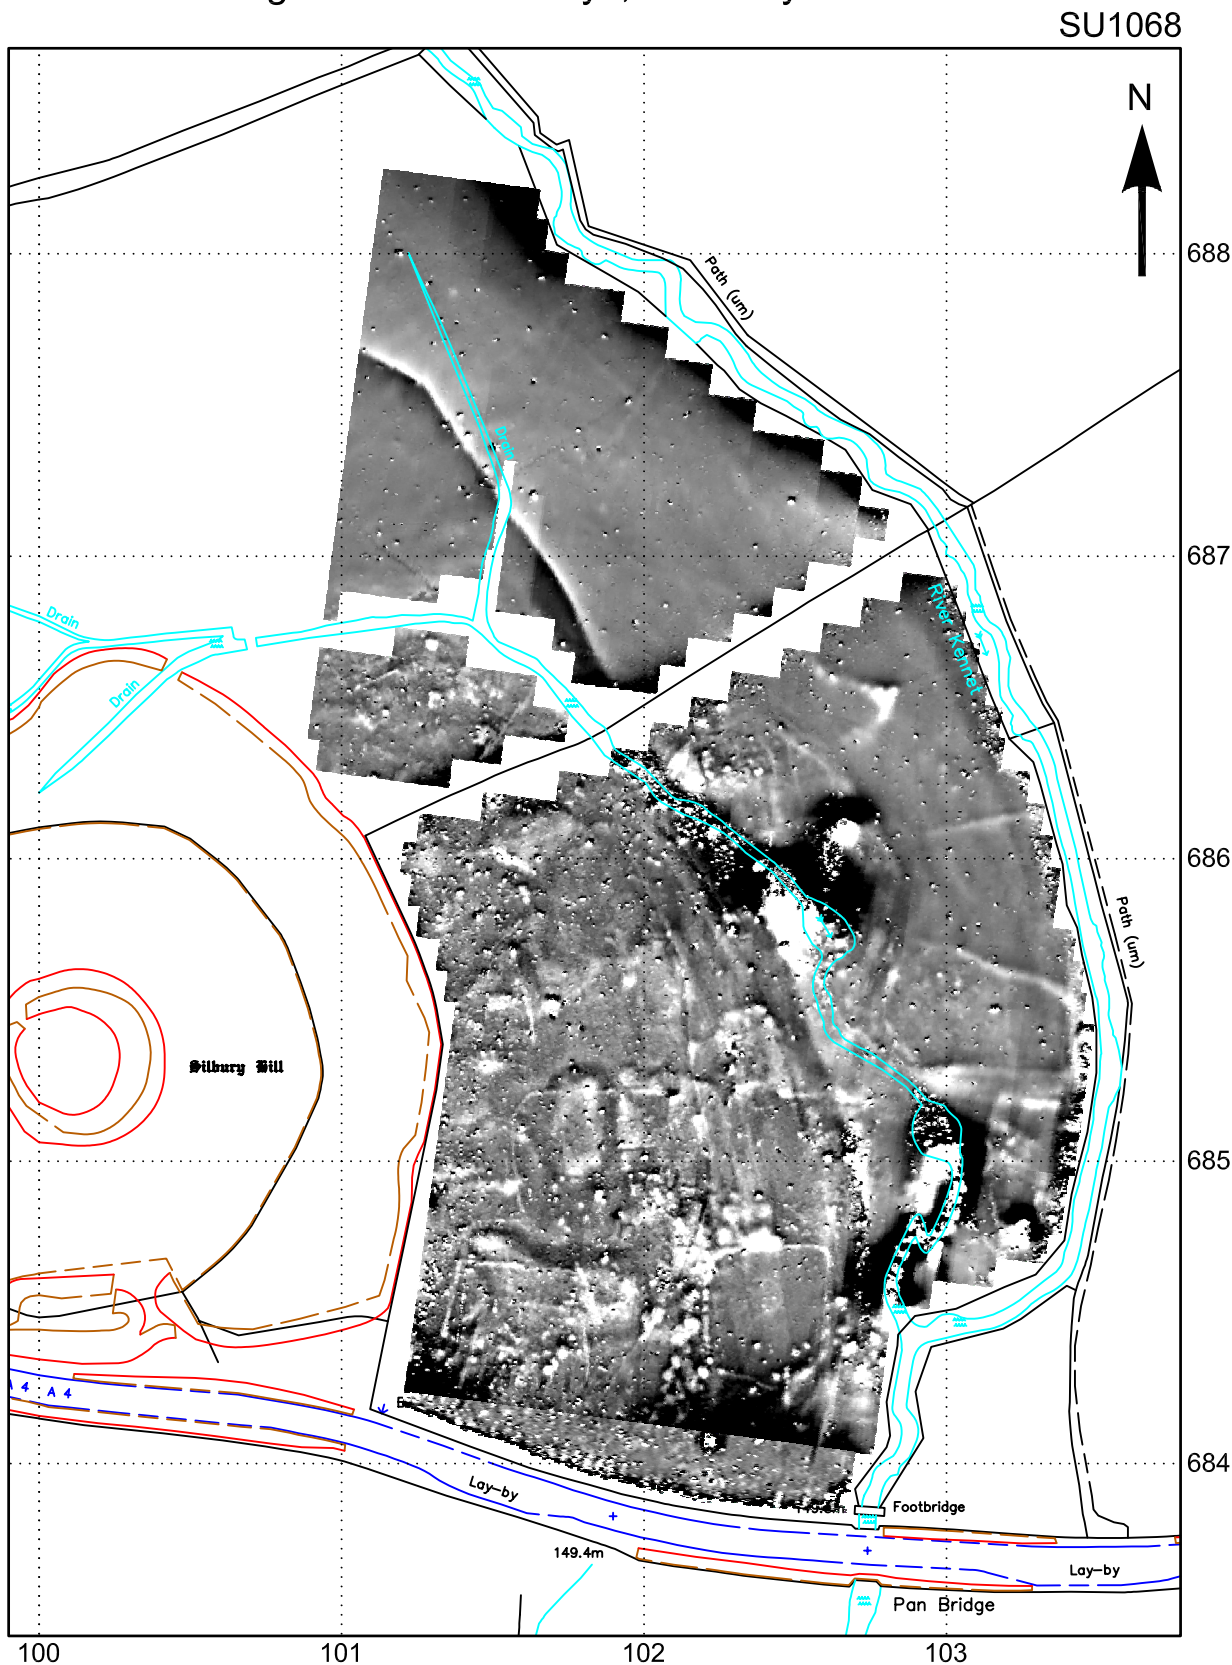 SU1068
N
688
Path (um)
Drain
687
River Kennet
Drain
Drain
686
Path (um)
Silbury Hill
685
A 4
684
Lay-by
Footbridge
149.4m
Lay-by
Pan Bridge
100 101 102 103